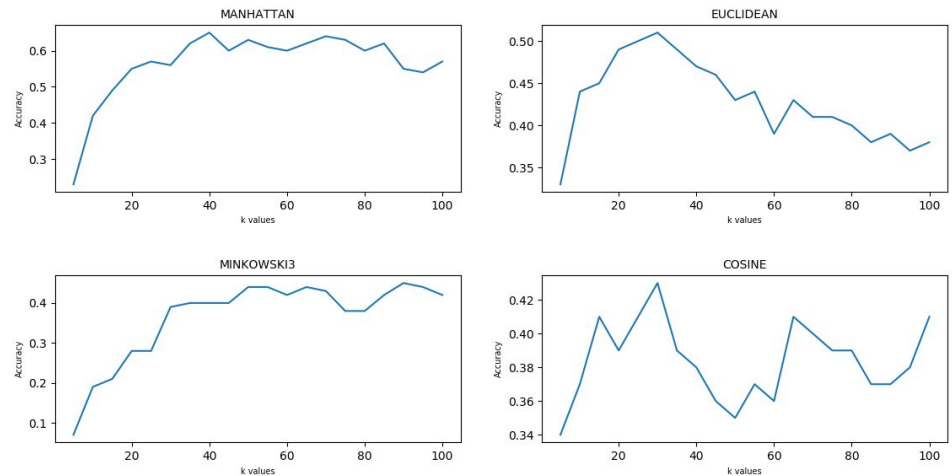 MANHATTAN
Accuracy
0.6
0.5
0.4
0.3
20 40 60 80 100
k values
EUCLIDEAN
Accuracy
0.50
0.45
0.40
0.35
20 40 60 80 100
k values
MINKOWSKI3
Accuracy
0.4
0.3
0.2
0.1
20 40 60 80 100
k values
COSINE
Accuracy
0.42
0.40
0.38
0.36
0.34
20 40 60 80 100
k values